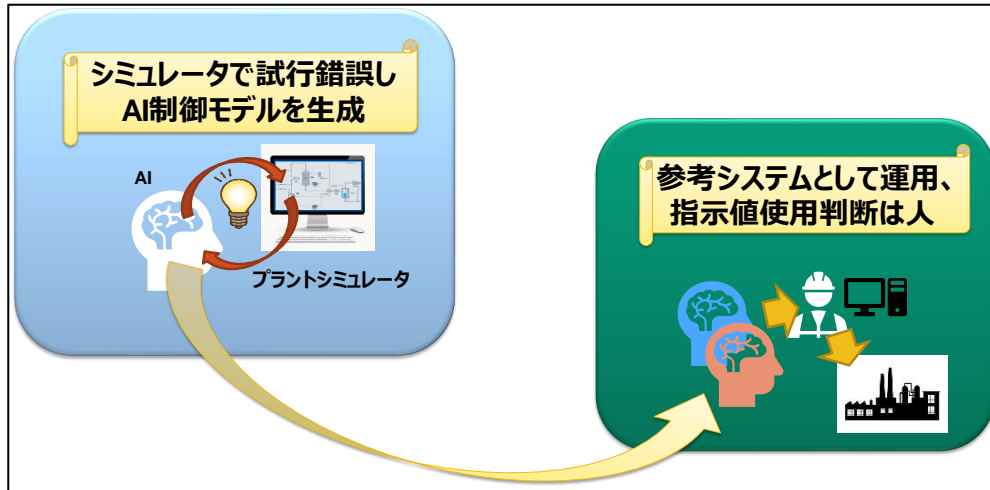 シミュレータで試行錯誤し
AI制御モデルを生成
AI
プラントシミュレータ
参考システムとして運用、
指示値使用判断は人